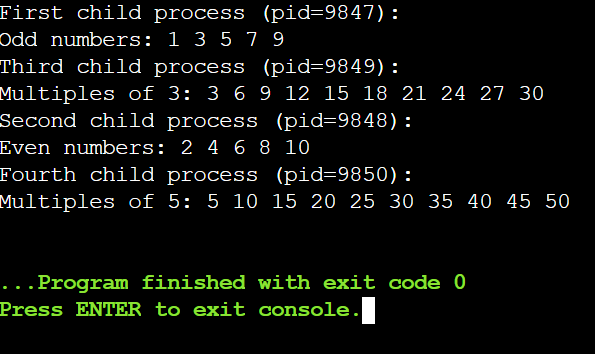 First child process (pid=9847):
Odd numbers: 1 3 5 7 9
Third child process (pid=9849):
Multiples of 3: 3 6 9 12 15 18 21 24 27 30
Second child process (pid=9848):
Even numbers: 2 4 6 8 10
Fourth child process (pid=9850):
Multiples of 5: 5 10 15 20 25 30 35 40 45 50
...Program finished with exit code 0
Press ENTER to exit console.